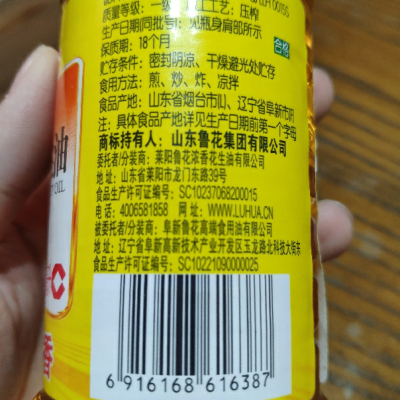 质量等级：一级 加工工艺：压榨
生产日期(同批号)：见瓶身肩部所示
保质期：18个月
合格
贮存条件：密封阴凉、干燥避光处贮存
食用方法：煎、炒、炸、凉拌
食品产地：山东省烟台市(L)、辽宁省阜新市(F)
注：具体食品产地详见生产日期前第一个字母
商标持有人：山东鲁花集团有限公司
委托者/分装商：莱阳鲁花浓香花生油有限公司
地址：山东省莱阳市龙门东路39号
食品生产许可证编号：SC10237068200015
电话：4006581858 网址：WWW.LUHUA.CN
被委托者/分装商：阜新鲁花高端食用油有限公司
地址：辽宁省阜新高新技术产业开发区玉龙路北科技大街东
食品生产许可证编号：SC10221090000025
油
OIL
6 916168 616387